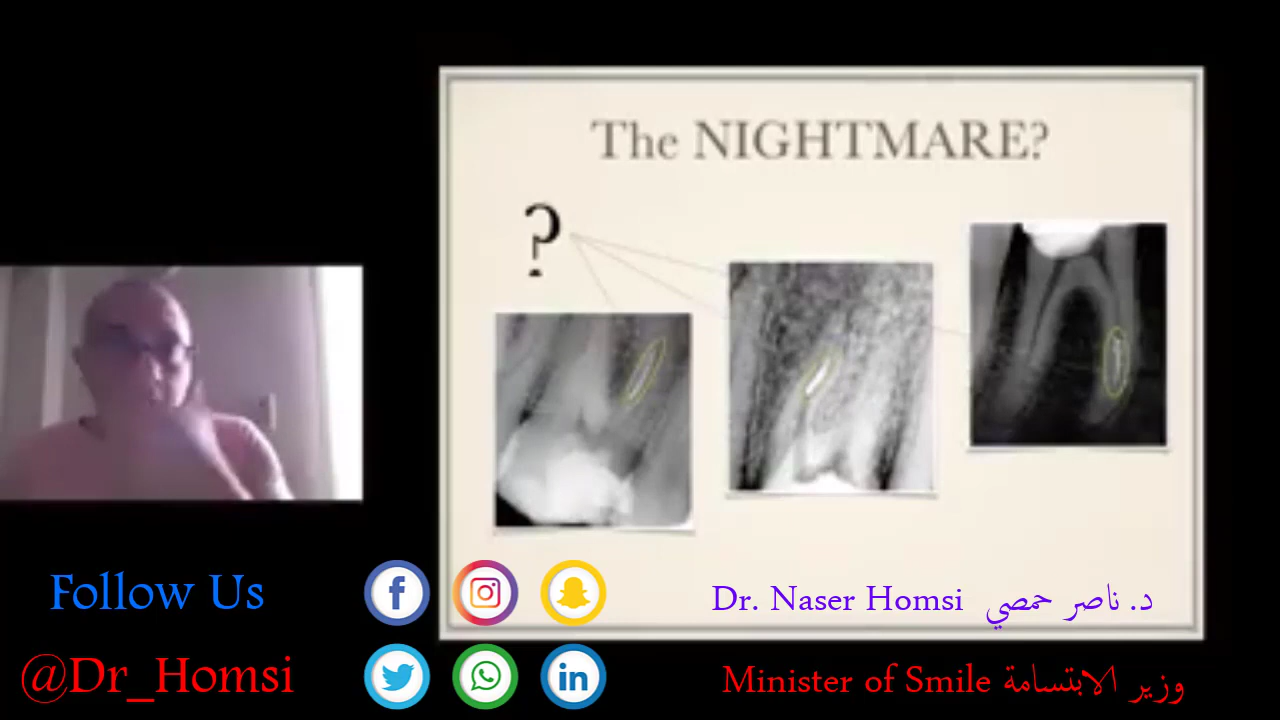 The NIGHTMARE?
?
Follow Us
Dr. Naser Homsi د. ناصر حمصي
@Dr_Homsi
Minister of Smile وزير الابتسامة